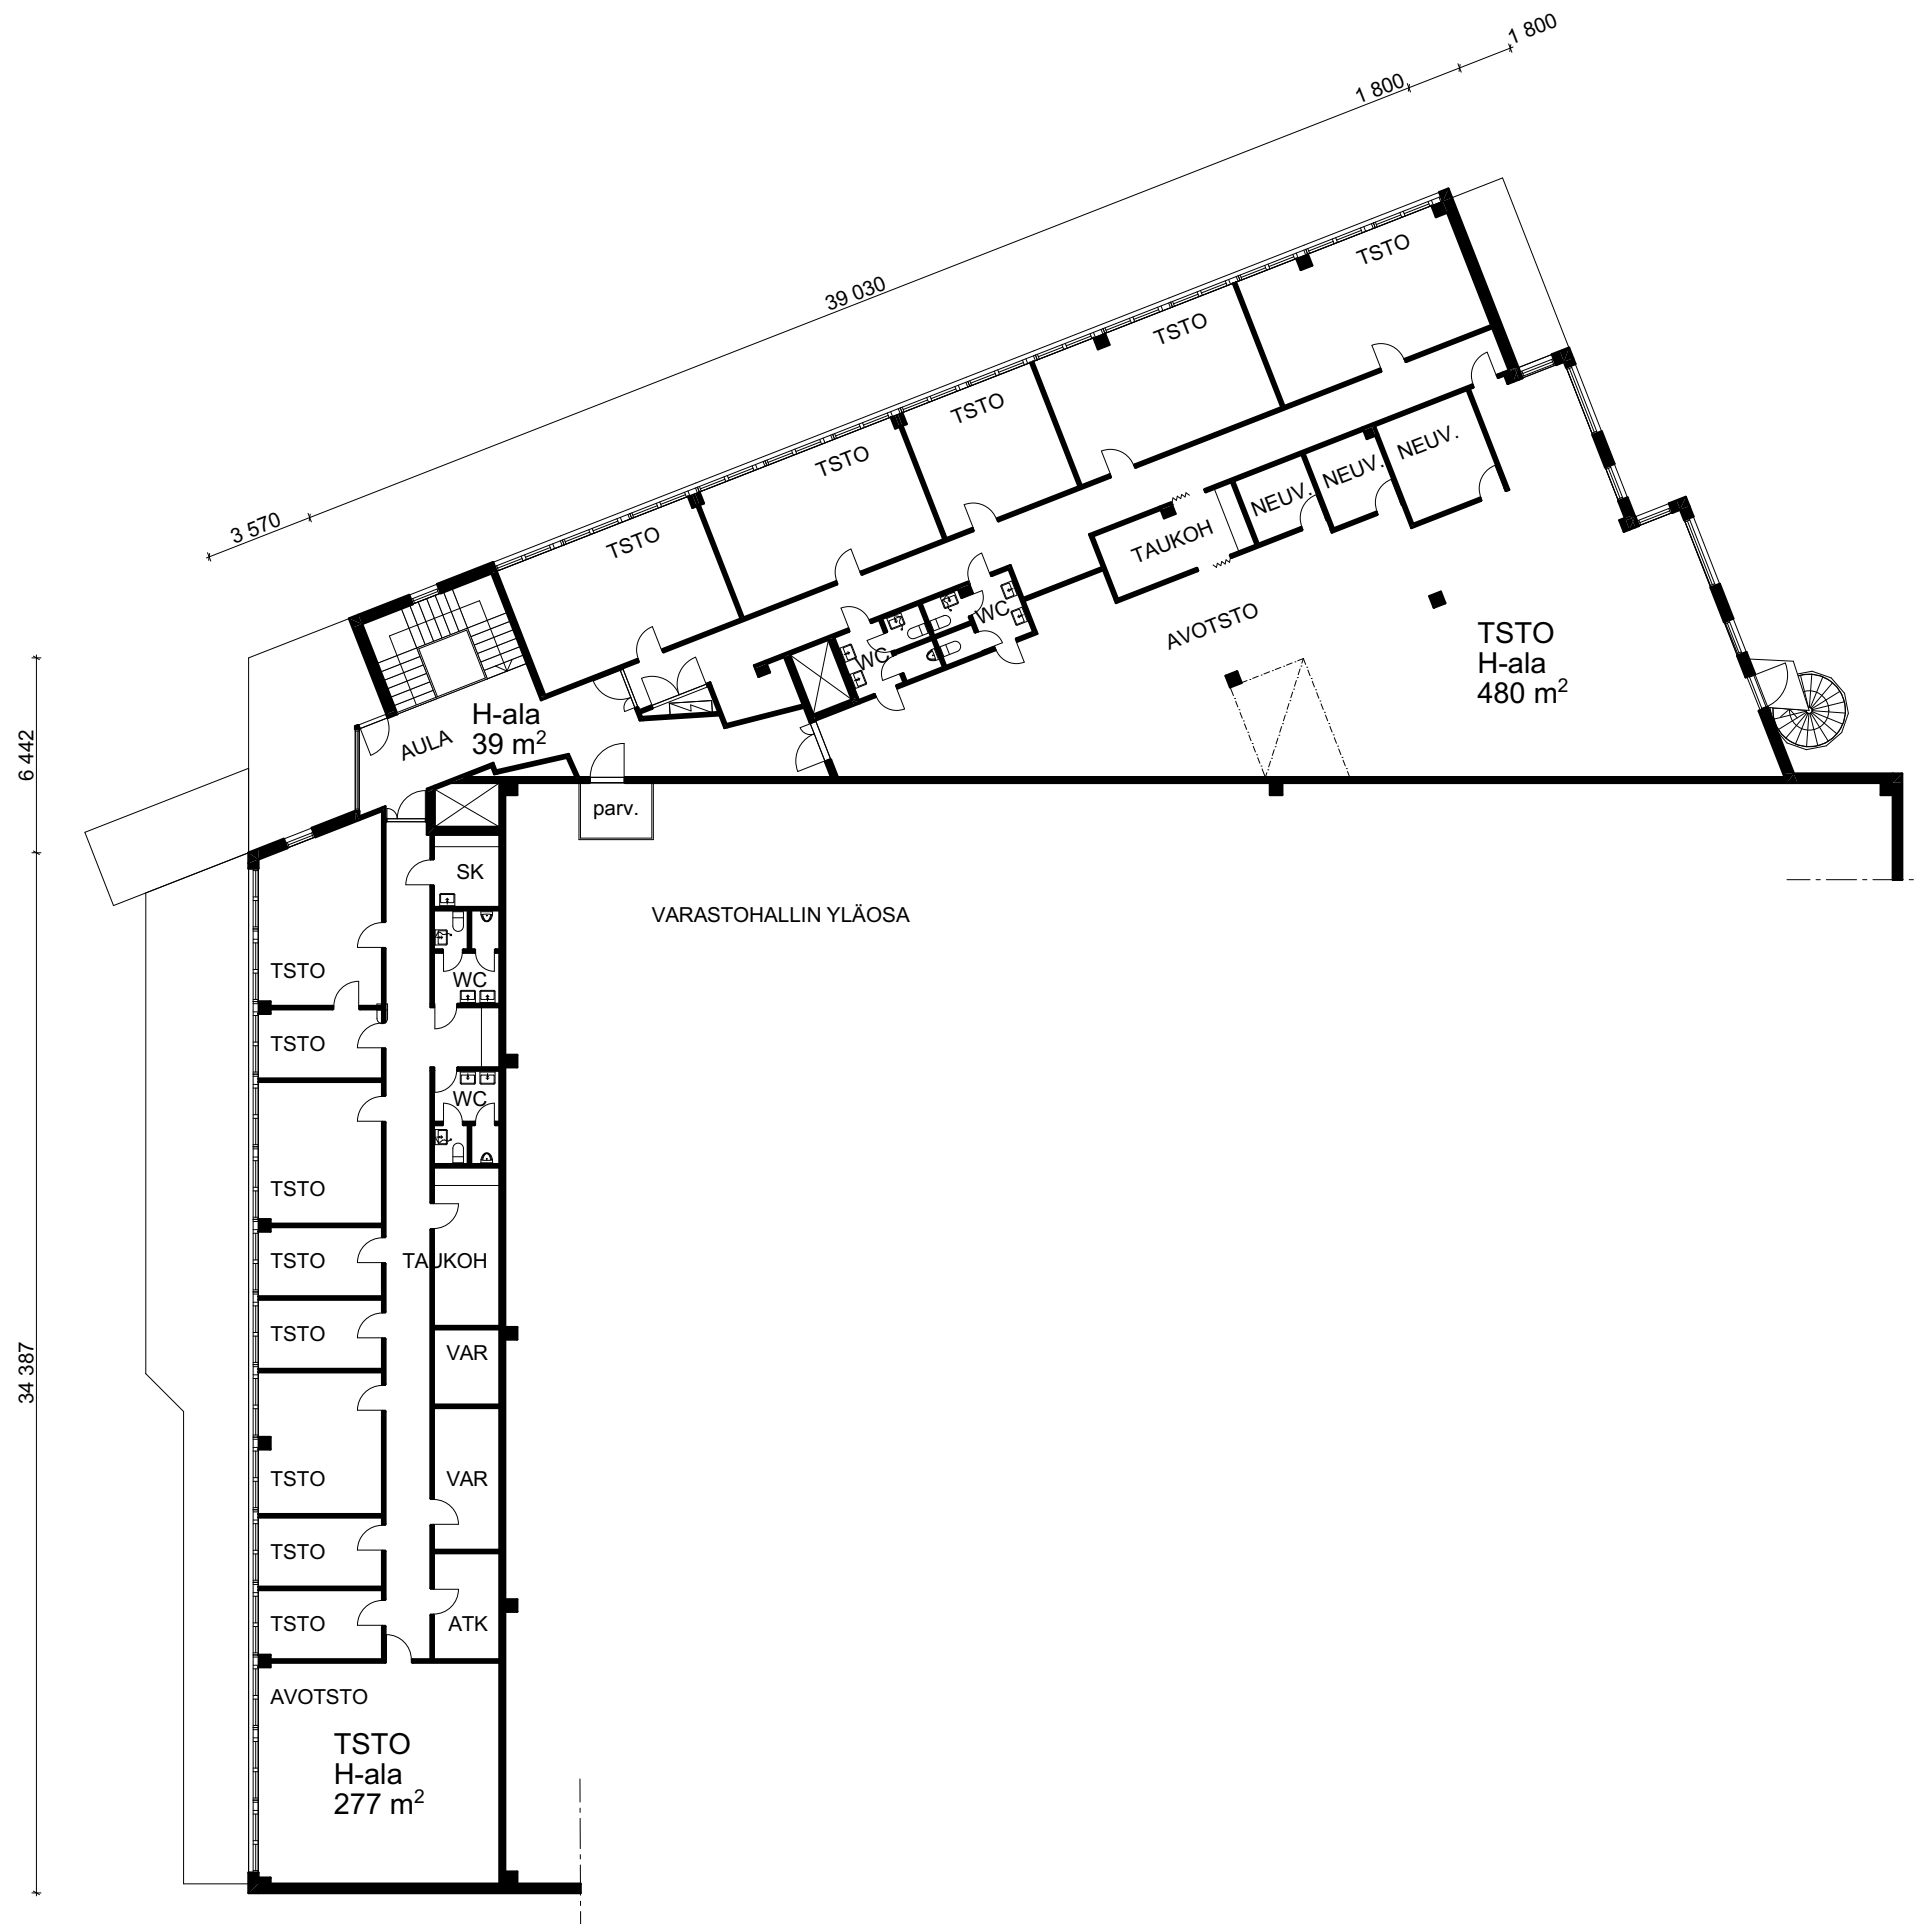 1 800
1 800
39 030
3 570
TSTO
TSTO
TSTO
TSTO
TSTO
NEUV.
NEUV.
NEUV.
TAUKOH
WC
WC
AVOTSTO
TSTO
H-ala
480 m²
H-ala
39 m²
AULA
6 442
parv.
SK
VARASTOHALLIN YLÄOSA
TSTO
WC
TSTO
WC
TSTO
TSTO
TAUKOH
TSTO
VAR
34 387
TSTO
VAR
TSTO
TSTO
ATK
AVOTSTO
TSTO
H-ala
277 m²